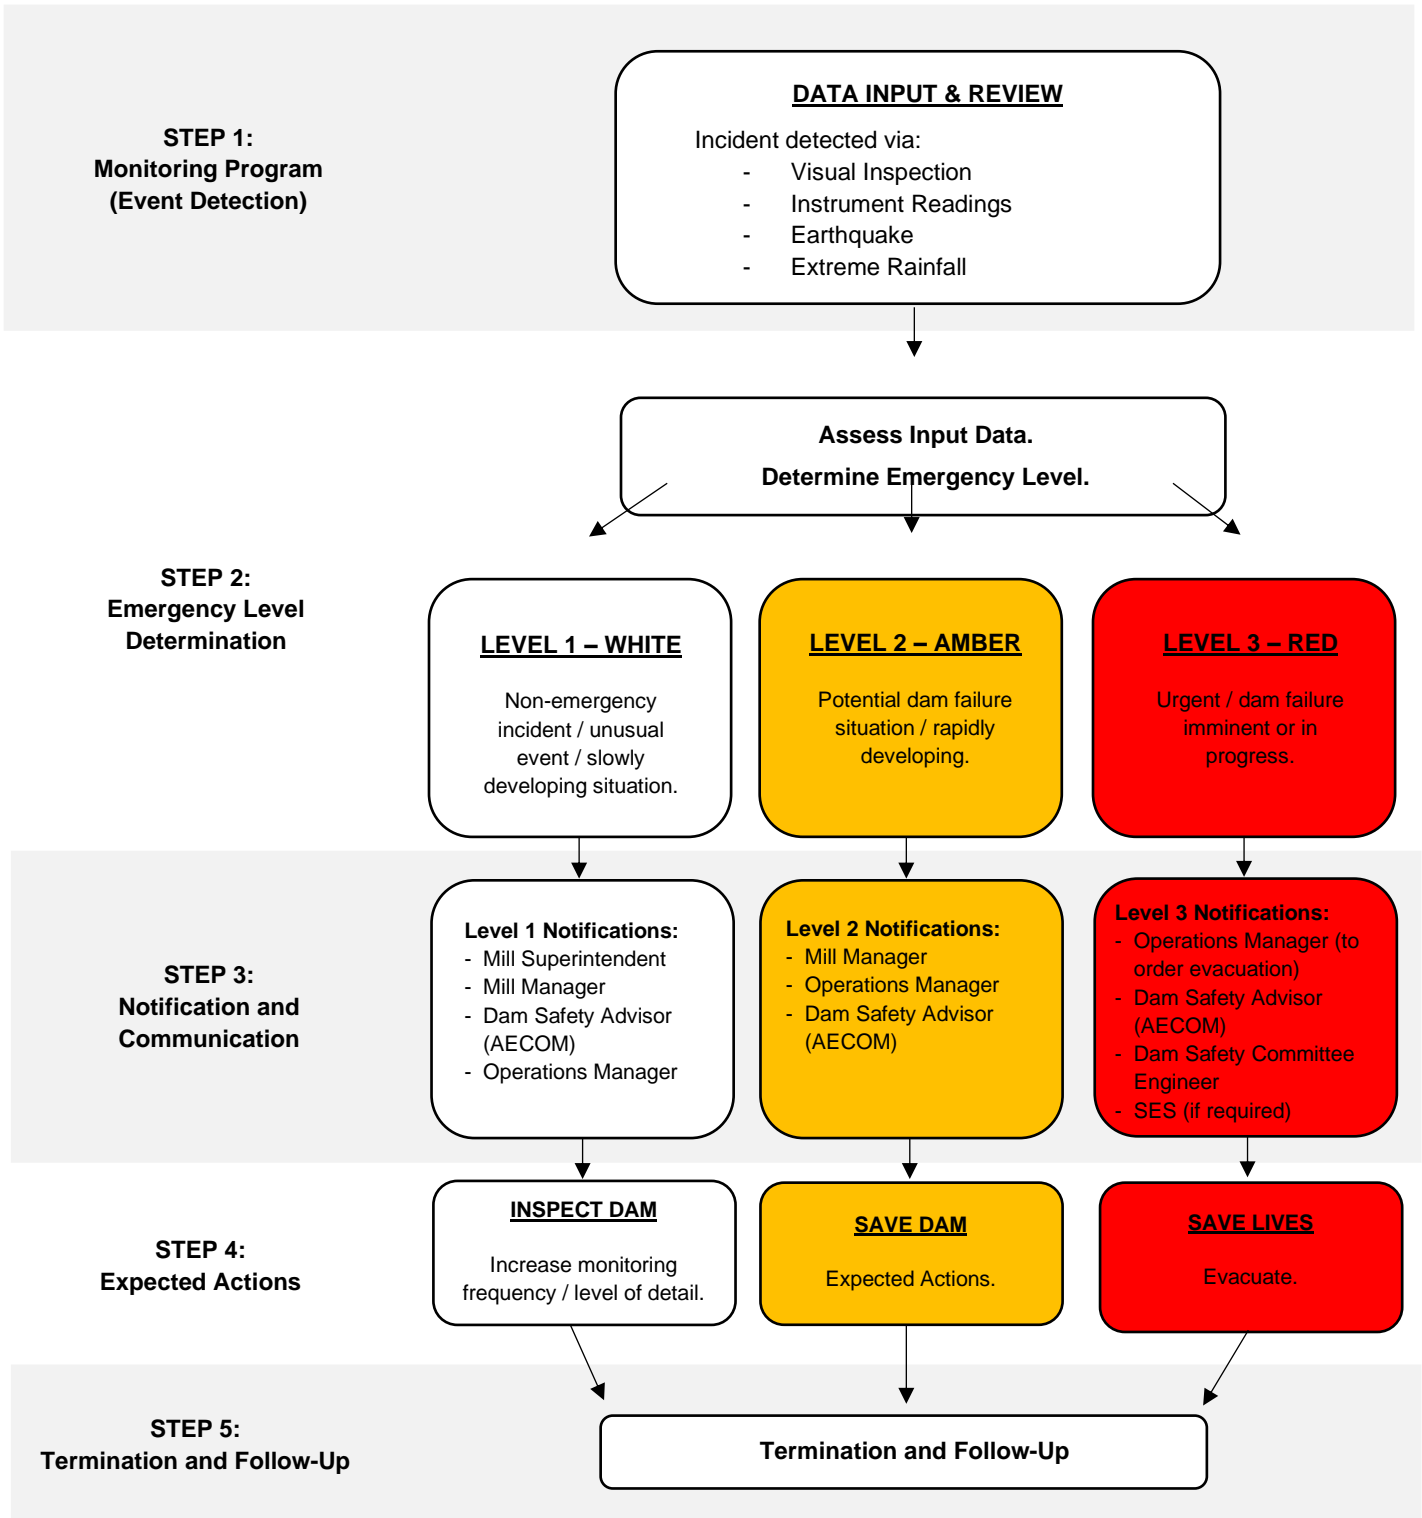 STEP 1:
Monitoring Program
(Event Detection)
DATA INPUT & REVIEW
Incident detected via:
- Visual Inspection
- Instrument Readings
- Earthquake
- Extreme Rainfall
Assess Input Data.
Determine Emergency Level.
STEP 2:
Emergency Level
Determination
LEVEL 1 – WHITE
Non-emergency
incident / unusual
event / slowly
developing situation.
LEVEL 2 – AMBER
Potential dam failure
situation / rapidly
developing.
LEVEL 3 – RED
Urgent / dam failure
imminent or in
progress.
STEP 3:
Notification and
Communication
Level 1 Notifications:
- Mill Superintendent
- Mill Manager
- Dam Safety Advisor
(AECOM)
- Operations Manager
Level 2 Notifications:
- Mill Manager
- Operations Manager
- Dam Safety Advisor
(AECOM)
Level 3 Notifications:
- Operations Manager (to
order evacuation)
- Dam Safety Advisor
(AECOM)
- Dam Safety Committee
Engineer
- SES (if required)
STEP 4:
Expected Actions
INSPECT DAM
Increase monitoring
frequency / level of detail.
SAVE DAM
Expected Actions.
SAVE LIVES
Evacuate.
STEP 5:
Termination and Follow-Up
Termination and Follow-Up